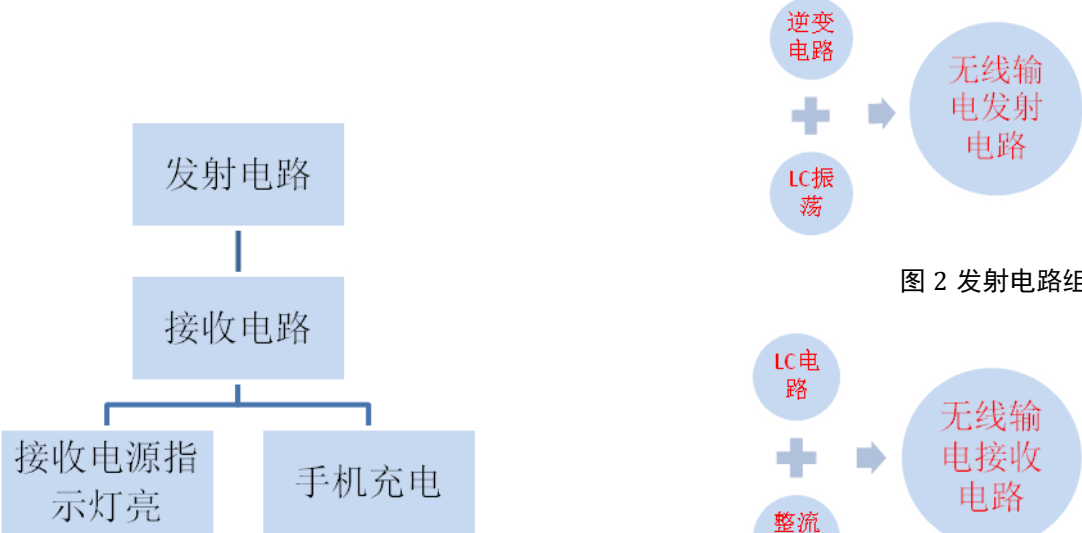 发射电路
接收电路
接收电源指
示灯亮
手机充电
逆变
电路
LC振
荡
无线输
电发射
电路
图 2 发射电路组
LC电
路
整流
无线输
电接收
电路